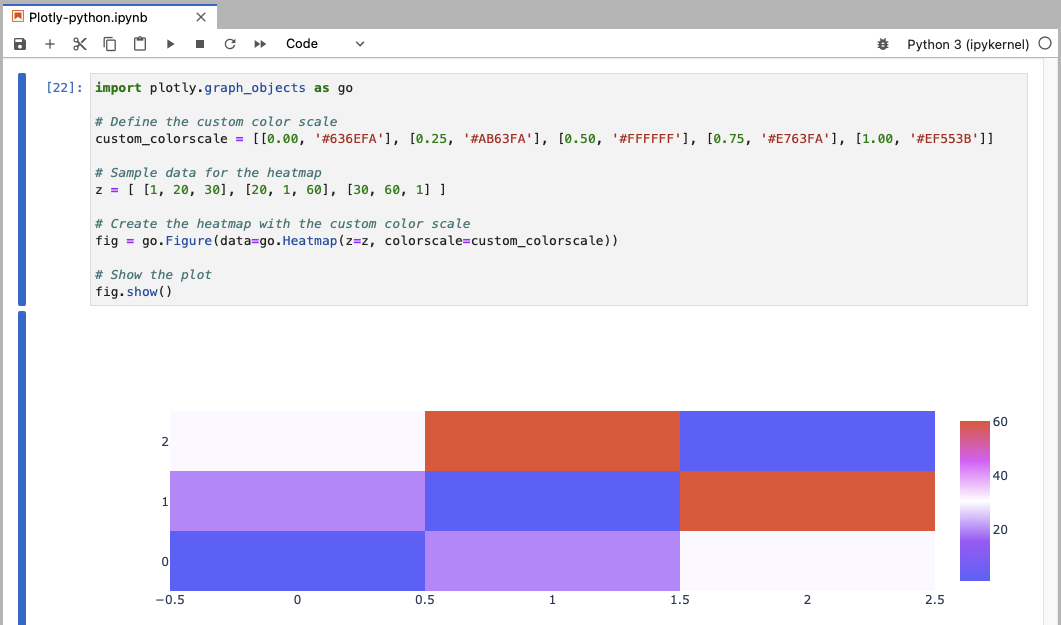 Plotly-python.ipynb
Code
Python 3 (ipykernel)
[22]:
import plotly.graph_objects as go
# Define the custom color scale
custom_colorscale = [[0.00, '#636EFA'], [0.25, '#AB63FA'], [0.50, '#FFFFFF'], [0.75, '#E763FA'], [1.00, '#EF553B']]
# Sample data for the heatmap
z = [ [1, 20, 30], [20, 1, 60], [30, 60, 1] ]
# Create the heatmap with the custom color scale
fig = go.Figure(data=go.Heatmap(z=z, colorscale=custom_colorscale))
# Show the plot
fig.show()
2
1
0
−0.5 0 0.5 1 1.5 2 2.5
60
40
20